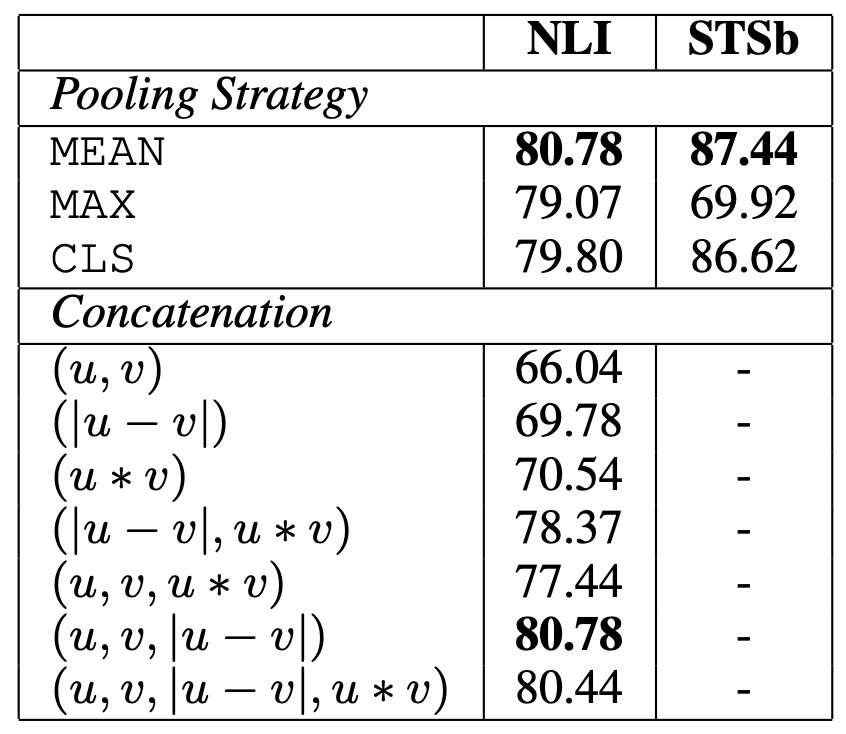 NLI STSb
Pooling Strategy
MEAN 80.78 87.44
MAX 79.07 69.92
CLS 79.80 86.62
Concatenation
(u, v) 66.04 -
(|u − v|) 69.78 -
(u ∗ v) 70.54 -
(|u − v|, u ∗ v) 78.37 -
(u, v, u ∗ v) 77.44 -
(u, v, |u − v|) 80.78 -
(u, v, |u − v|, u ∗ v) 80.44 -